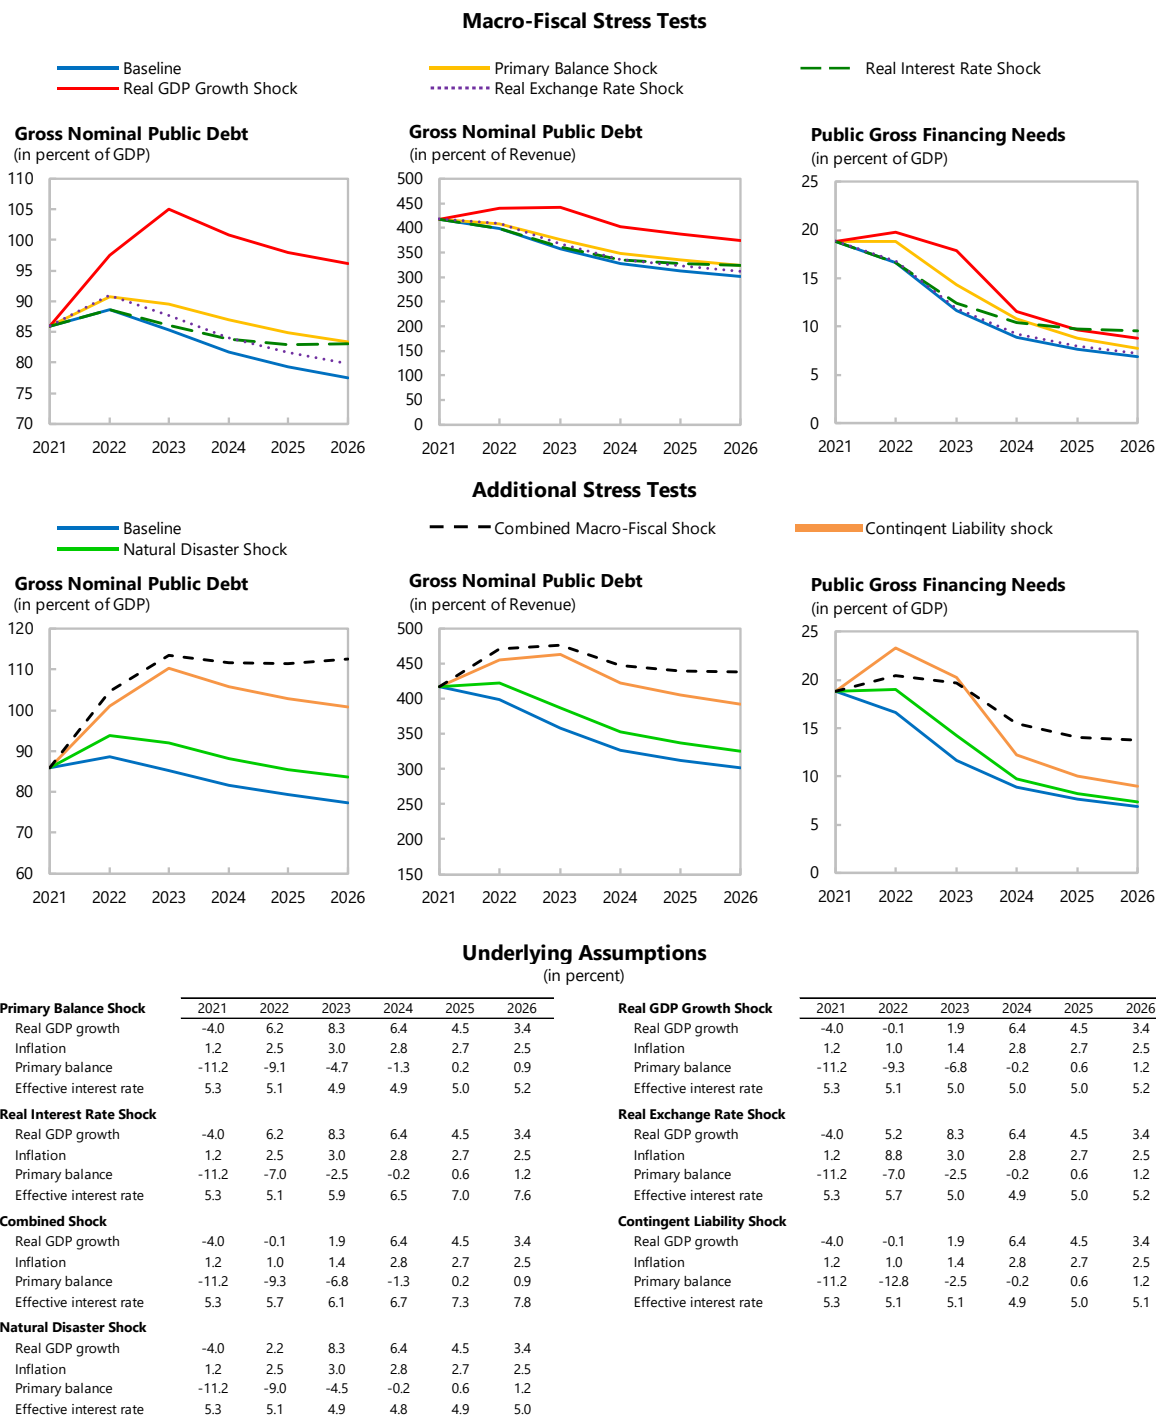 Macro-Fiscal Stress Tests
Baseline
Primary Balance Shock
Real Interest Rate Shock
Real GDP Growth Shock
Real Exchange Rate Shock
Gross Nominal Public Debt
(in percent of GDP)
110
105
100
95
90
85
80
75
70
2021 2022 2023 2024 2025 2026
Gross Nominal Public Debt
(in percent of Revenue)
500
450
400
350
300
250
200
150
100
50
0
2021 2022 2023 2024 2025 2026
Public Gross Financing Needs
(in percent of GDP)
25
20
15
10
5
0
2021 2022 2023 2024 2025 2026
Additional Stress Tests
Baseline
Combined Macro-Fiscal Shock
Contingent Liability shock
Natural Disaster Shock
Gross Nominal Public Debt
(in percent of GDP)
120
110
100
90
80
70
60
2021 2022 2023 2024 2025 2026
Gross Nominal Public Debt
(in percent of Revenue)
500
450
400
350
300
250
200
150
2021 2022 2023 2024 2025 2026
Public Gross Financing Needs
(in percent of GDP)
25
20
15
10
5
0
2021 2022 2023 2024 2025 2026
Underlying Assumptions
(in percent)
Primary Balance Shock 2021 2022 2023 2024 2025 2026
Real GDP growth -4.0 6.2 8.3 6.4 4.5 3.4
Inflation 1.2 2.5 3.0 2.8 2.7 2.5
Primary balance -11.2 -9.1 -4.7 -1.3 0.2 0.9
Effective interest rate 5.3 5.1 4.9 4.9 5.0 5.2
Real Interest Rate Shock
Real GDP growth -4.0 6.2 8.3 6.4 4.5 3.4
Inflation 1.2 2.5 3.0 2.8 2.7 2.5
Primary balance -11.2 -7.0 -2.5 -0.2 0.6 1.2
Effective interest rate 5.3 5.1 5.9 6.5 7.0 7.6
Combined Shock
Real GDP growth -4.0 -0.1 1.9 6.4 4.5 3.4
Inflation 1.2 1.0 1.4 2.8 2.7 2.5
Primary balance -11.2 -9.3 -6.8 -1.3 0.2 0.9
Effective interest rate 5.3 5.7 6.1 6.7 7.3 7.8
Natural Disaster Shock
Real GDP growth -4.0 2.2 8.3 6.4 4.5 3.4
Inflation 1.2 2.5 3.0 2.8 2.7 2.5
Primary balance -11.2 -9.0 -4.5 -0.2 0.6 1.2
Effective interest rate 5.3 5.1 4.9 4.8 4.9 5.0
Real GDP Growth Shock 2021 2022 2023 2024 2025 2026
Real GDP growth -4.0 -0.1 1.9 6.4 4.5 3.4
Inflation 1.2 1.0 1.4 2.8 2.7 2.5
Primary balance -11.2 -9.3 -6.8 -0.2 0.6 1.2
Effective interest rate 5.3 5.1 5.0 5.0 5.0 5.2
Real Exchange Rate Shock
Real GDP growth -4.0 5.2 8.3 6.4 4.5 3.4
Inflation 1.2 8.8 3.0 2.8 2.7 2.5
Primary balance -11.2 -7.0 -2.5 -0.2 0.6 1.2
Effective interest rate 5.3 5.7 5.0 4.9 5.0 5.2
Contingent Liability Shock
Real GDP growth -4.0 -0.1 1.9 6.4 4.5 3.4
Inflation 1.2 1.0 1.4 2.8 2.7 2.5
Primary balance -11.2 -12.8 -2.5 -0.2 0.6 1.2
Effective interest rate 5.3 5.1 5.1 4.9 5.0 5.1